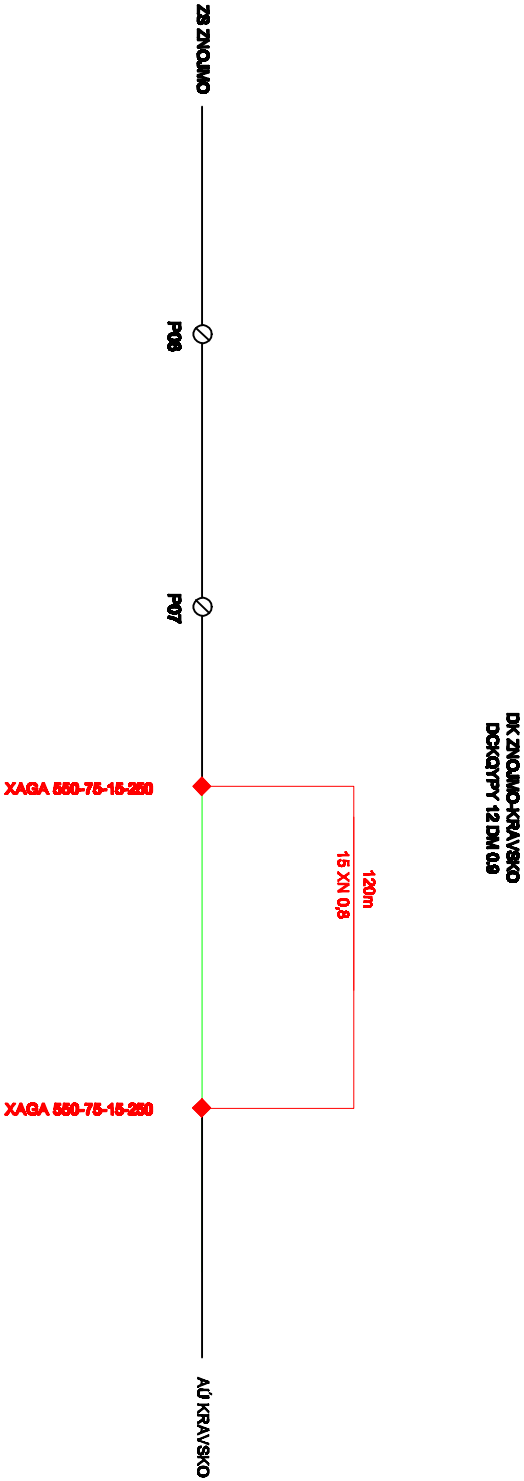 DK ZNOJMO-KRAVSKO
DCKQYPY 12 DM 0.9
120m
15 XN 0,8
ZS ZNOJMO
P08
P07
AÚ KRAVSKO
XAGA 550-75-15-250
XAGA 550-75-15-250